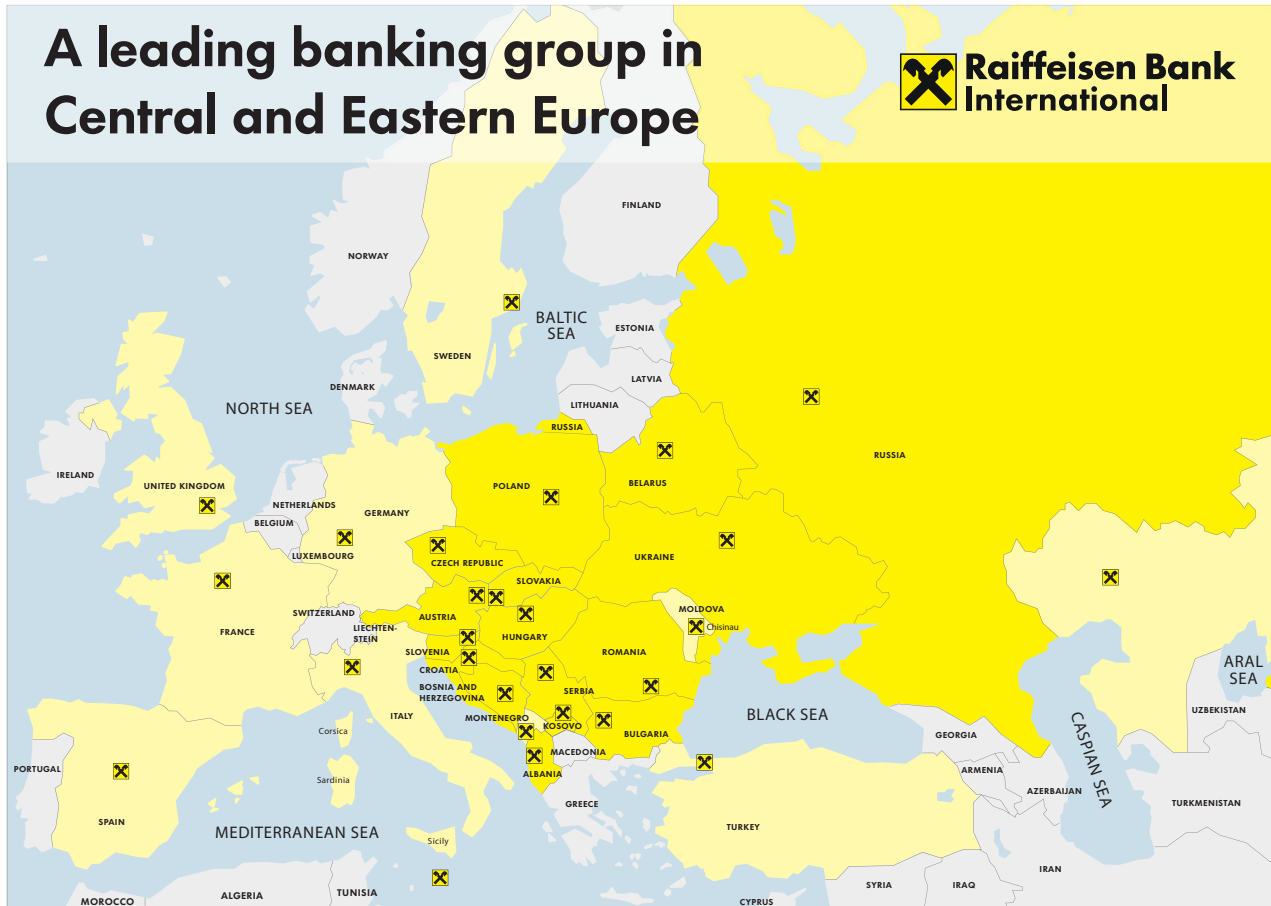 A leading banking group in
Central and Eastern Europe
Raiffeisen Bank
International
FINLAND
NORWAY
BALTIC
SEA
ESTONIA
SWEDEN
LATVIA
DENMARK
LITHUANIA
NORTH SEA
RUSSIA
RUSSIA
IRELAND
UNITED KINGDOM
POLAND
BELARUS
NETHERLANDS
GERMANY
BELGIUM
LUXEMBOURG
UKRAINE
CZECH REPUBLIC
SLOVAKIA
MOLDOVA
Chisinau
SWITZERLAND
AUSTRIA
LIECHTEN-
STEIN
FRANCE
HUNGARY
SLOVENIA
ROMANIA
CROATIA
BOSNIA AND
HERZEGOVINA
SERBIA
ARAL
SEA
ITALY
MONTENEGRO
KOSOVO
BLACK SEA
UZBEKISTAN
Corsica
BULGARIA
GEORGIA
CASPIAN SEA
MACEDONIA
PORTUGAL
ALBANIA
ARMENIA
Sardinia
AZERBAIJAN
GREECE
TURKMENISTAN
SPAIN
MEDITERRANEAN SEA
TURKEY
Sicily
IRAN
SYRIA
IRAQ
TUNISIA
ALGERIA
MOROCCO
CYPRUS